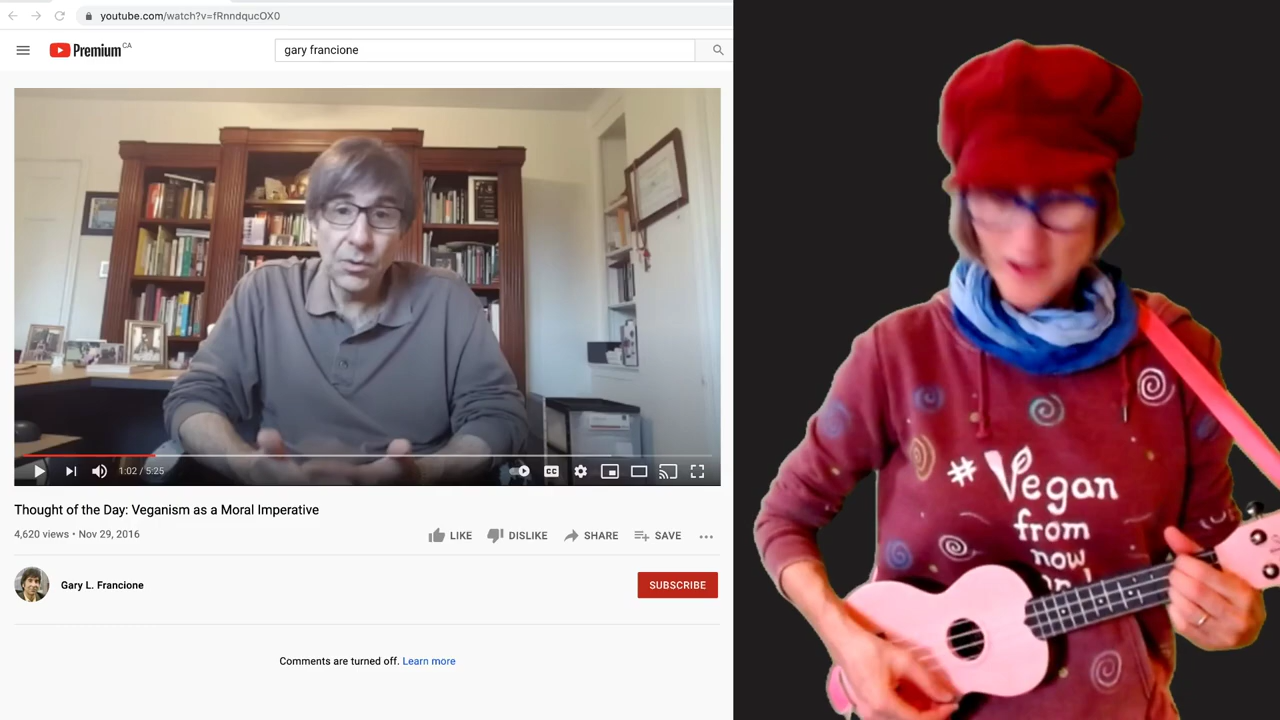 youtube.com/watch?v=fRnndqucOX0
Premium CA
gary francione
1:02 / 5:25
CC
Thought of the Day: Veganism as a Moral Imperative
4,620 views • Nov 29, 2016
LIKE
DISLIKE
SHARE
SAVE
Gary L. Francione
SUBSCRIBE
Comments are turned off. Learn more
# Vegan
from
now